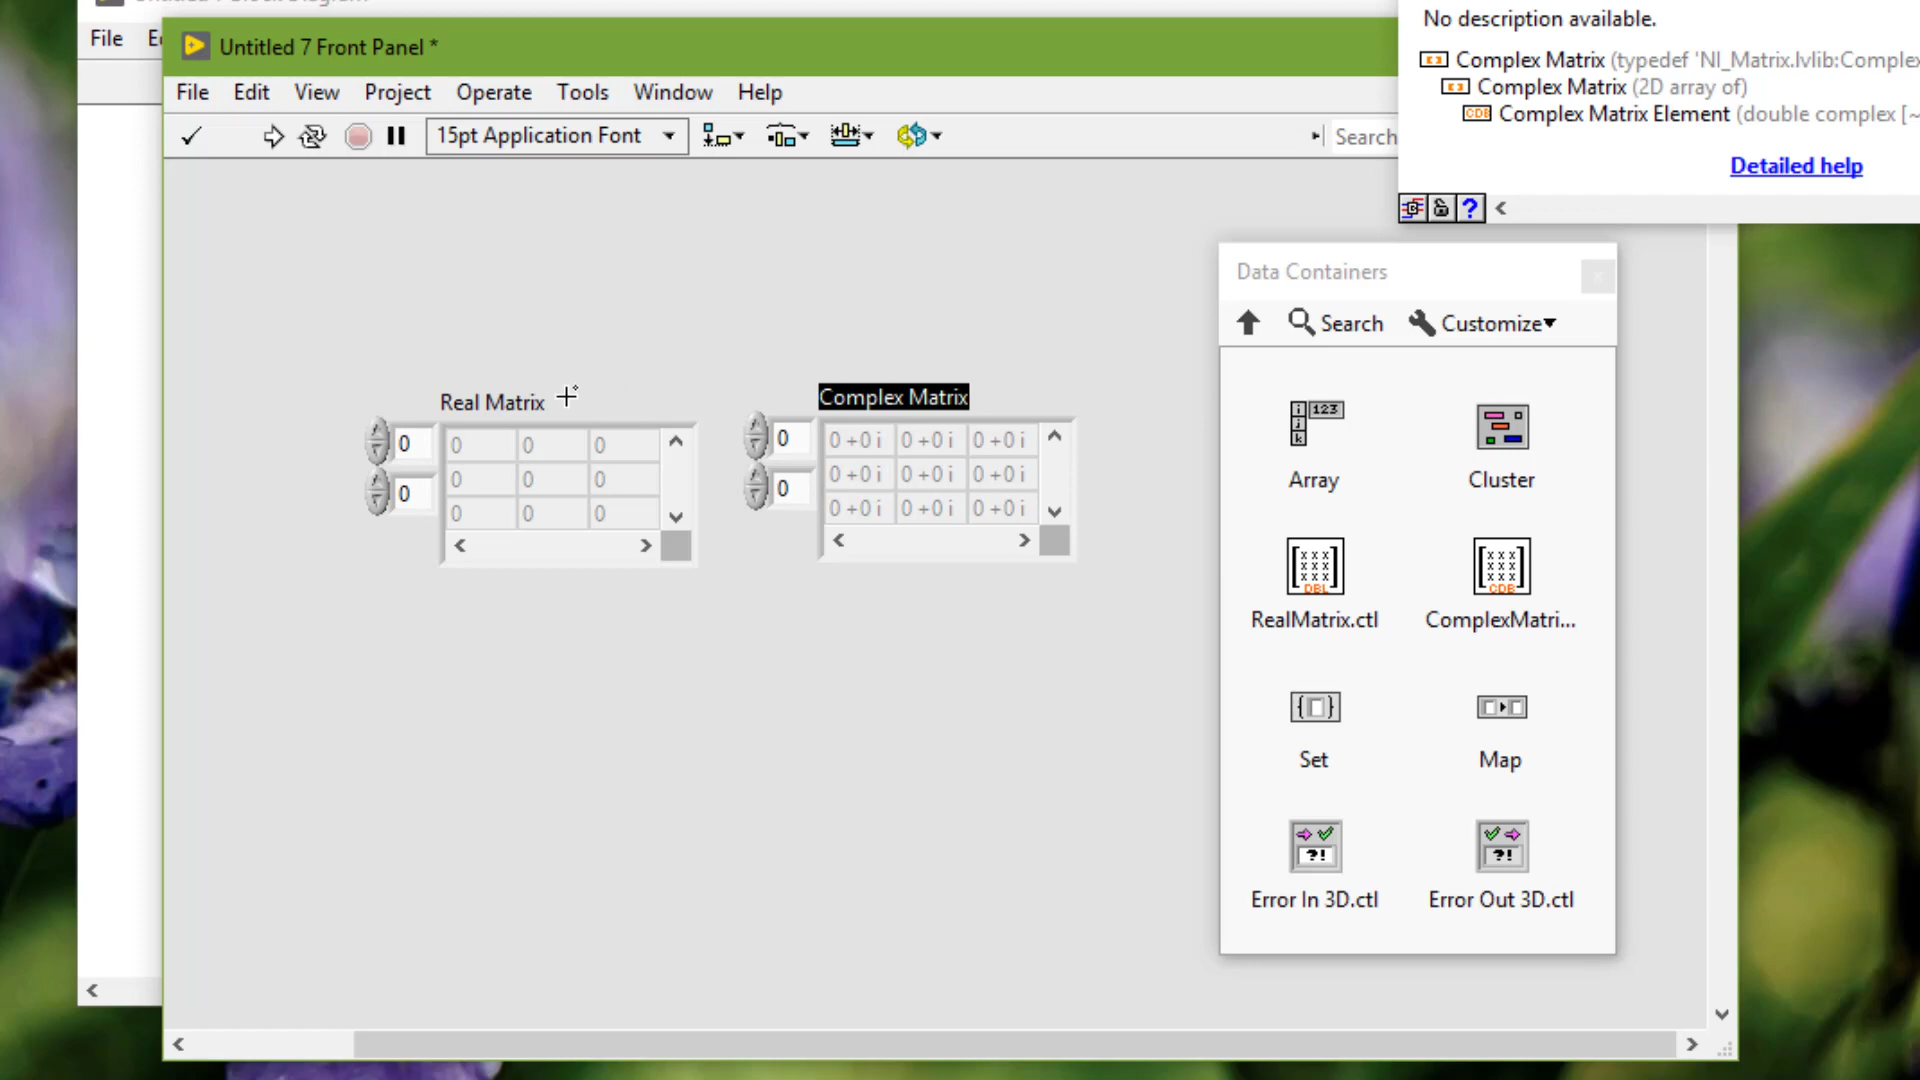 File
Untitled 7 Front Panel *
File Edit View Project Operate Tools Window Help
15pt Application Font
Search
No description available.
Complex Matrix (typedef 'NI_Matrix.lvlib:Complex
Complex Matrix (2D array of)
CDB Complex Matrix Element (double complex [~
Detailed help
?
Real Matrix
0
0
0 0 0
0 0 0
0 0 0
Complex Matrix
0
0
0 +0 i 0 +0 i 0 +0 i
0 +0 i 0 +0 i 0 +0 i
0 +0 i 0 +0 i 0 +0 i
Data Containers
x
Search Customize
i 123
j
k
Array Cluster
x x x
x x x
x x x
DBL
x x x
x x x
x x x
CDB
RealMatrix.ctl ComplexMatri...
Set Map
?! ?!
Error In 3D.ctl Error Out 3D.ctl